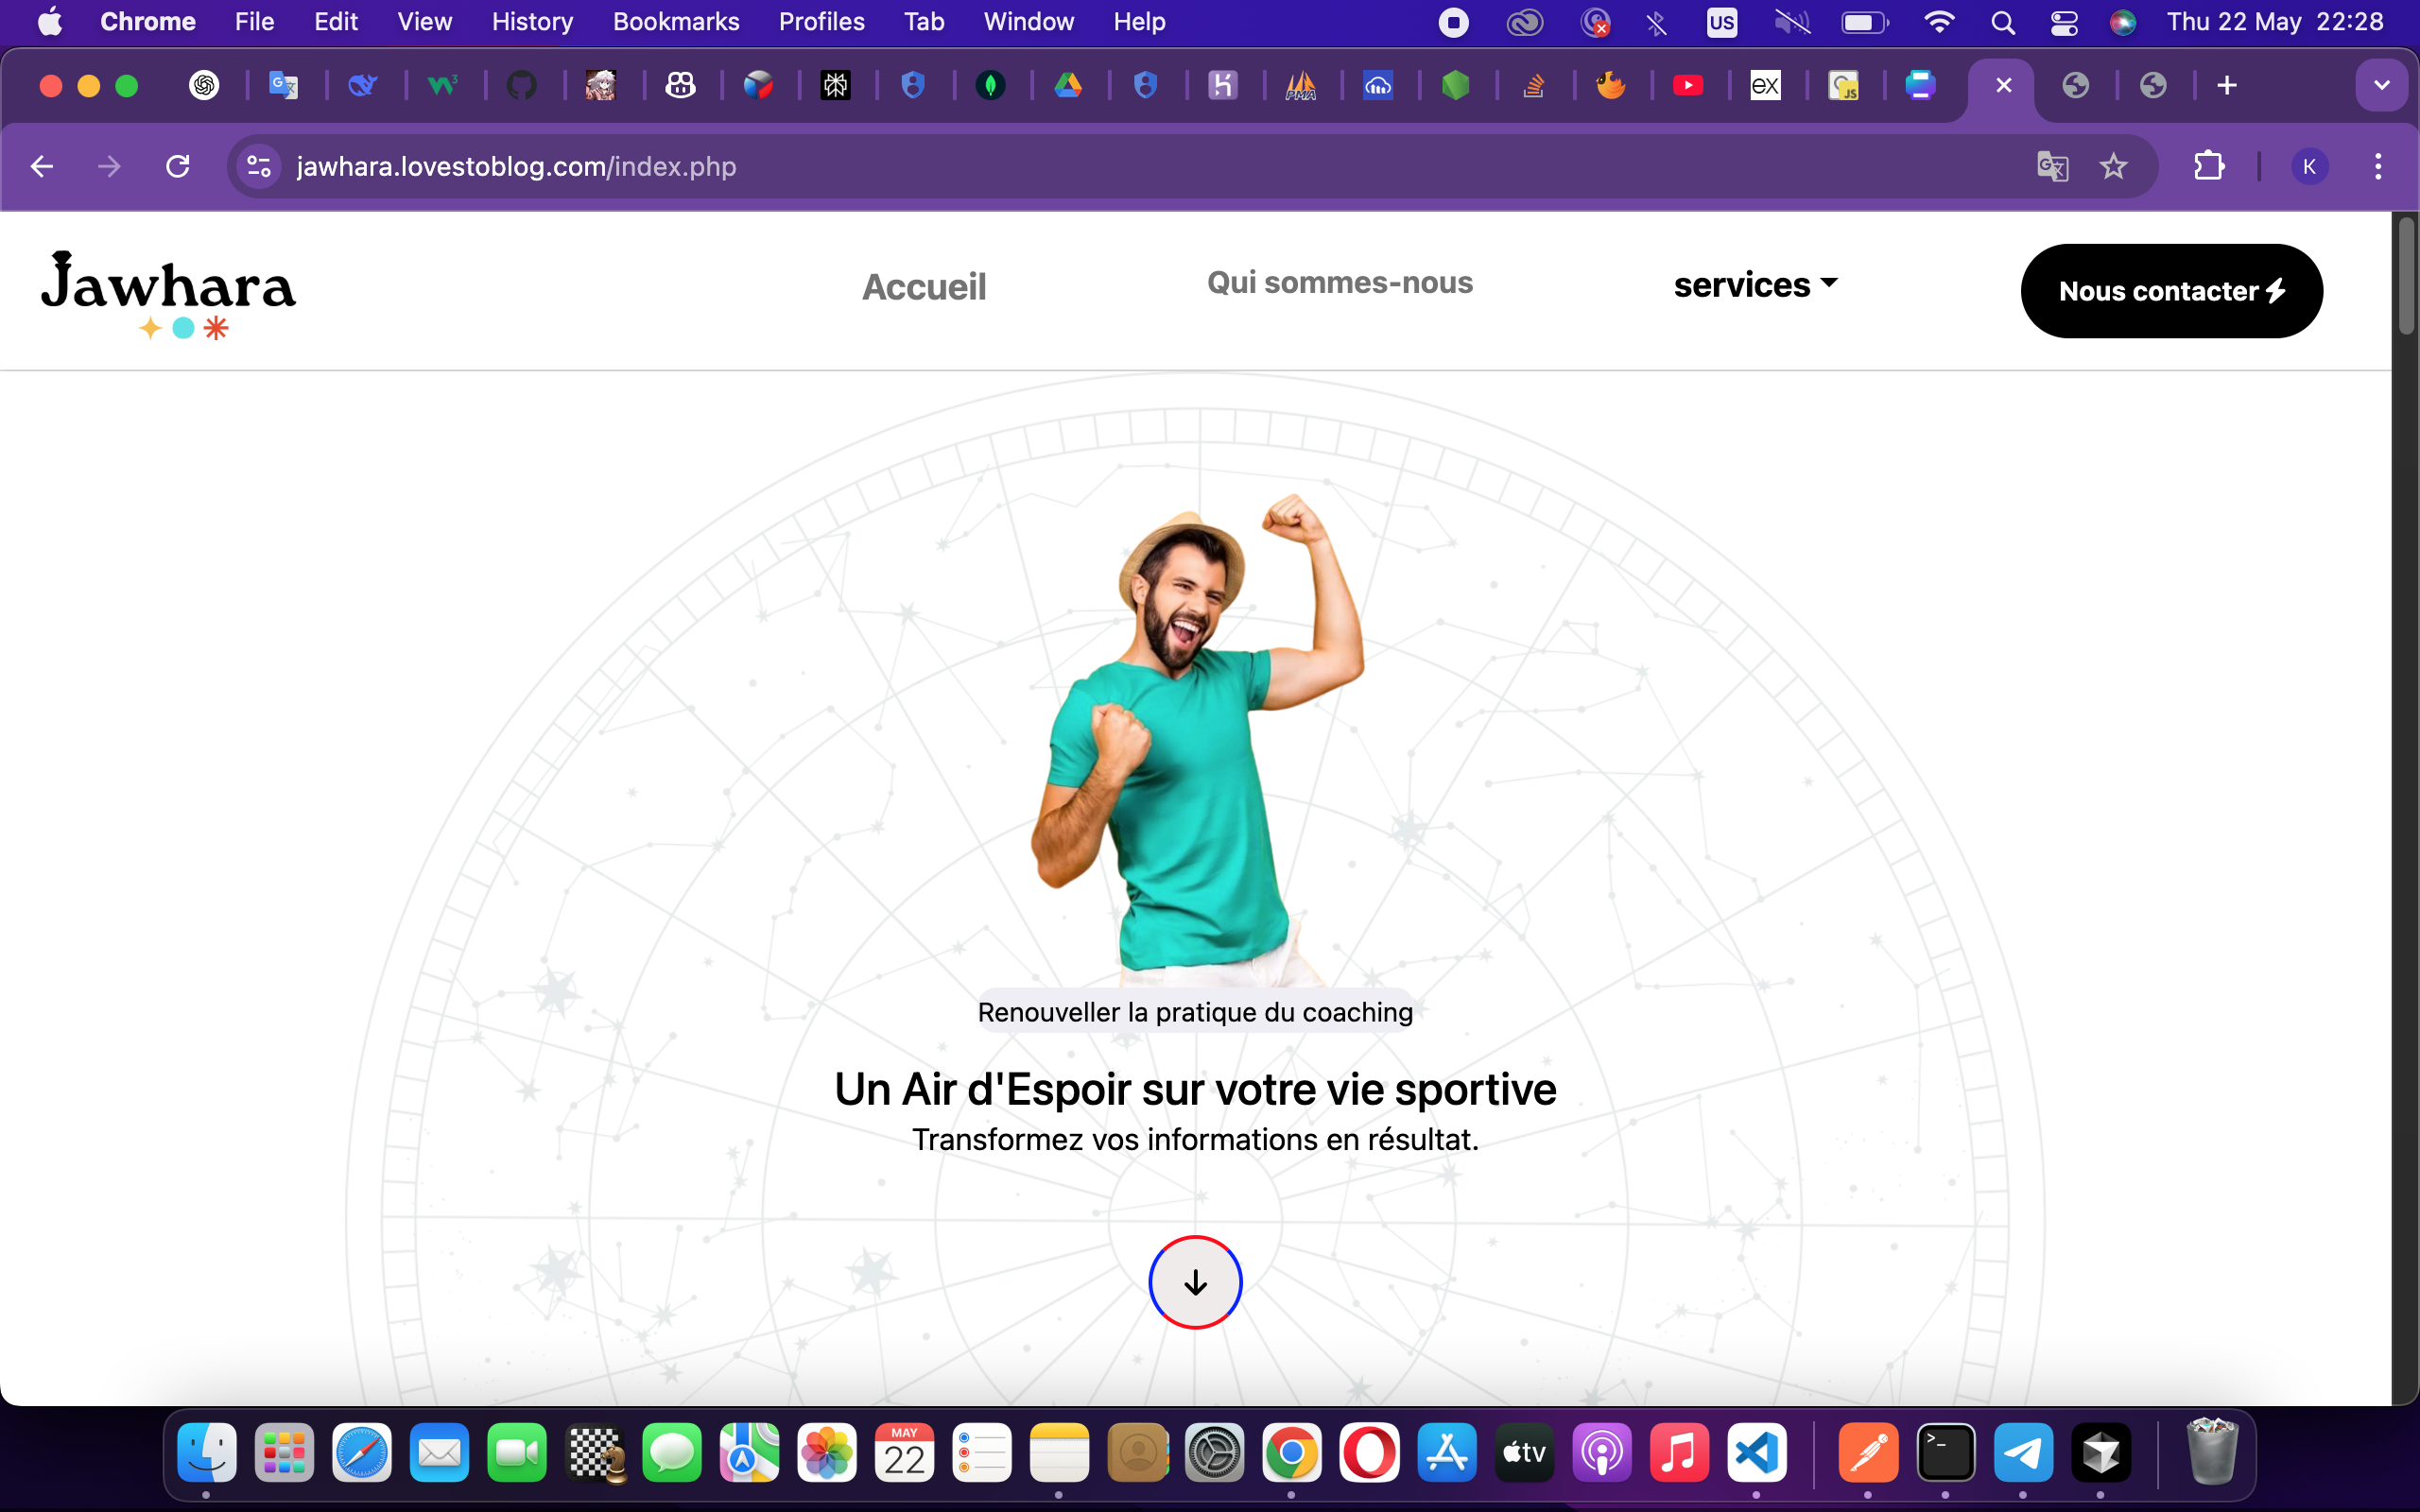 Chrome File Edit View History Bookmarks Profiles Tab Window Help US Thu 22 May 22:28
jawhara.lovestoblog.com/index.php K
Jawhara
Accueil Qui sommes-nous services Nous contacter
Renouveller la pratique du coaching
Un Air d'Espoir sur votre vie sportive
Transformez vos informations en résultat.
MAY
22
tv